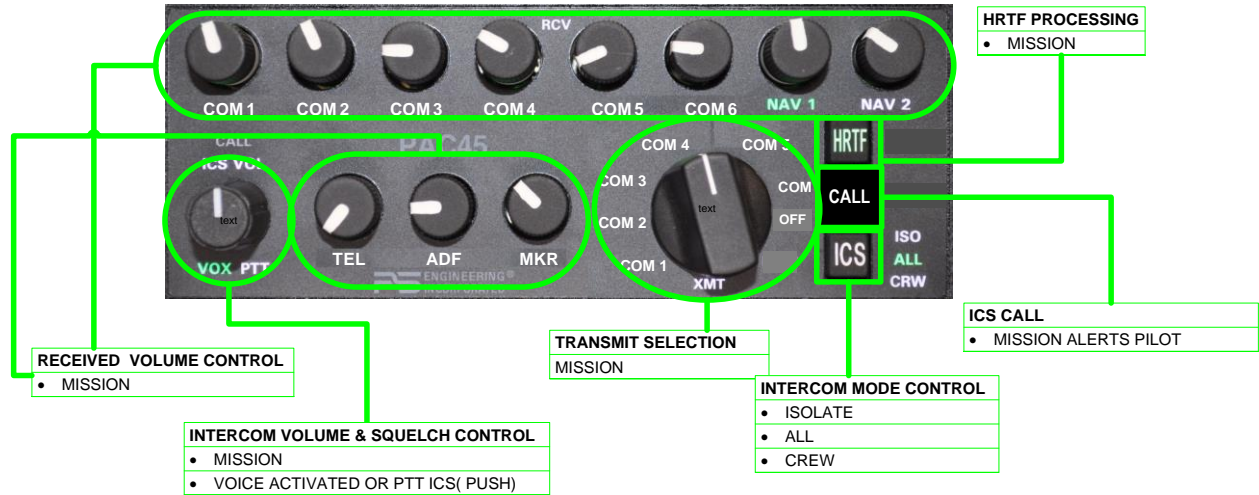 RCV
COM 1 COM 2 COM 3 COM 4 COM 5 COM 6 NAV 1 NAV 2
HRTF PROCESSING
• MISSION
CALL
ICS VOL
text
VOX PTT
PAC45
TEL ADF MKR
PS ENGINEERING®
INCORPORATED
COM 4 COM 5
COM 3 COM
COM 2 OFF
COM 1
text
XMT
HRTF
CALL
ICS
ISO
ALL
CRW
ICS CALL
• MISSION ALERTS PILOT
RECEIVED VOLUME CONTROL
• MISSION
TRANSMIT SELECTION
MISSION
INTERCOM MODE CONTROL
• ISOLATE
• ALL
• CREW
INTERCOM VOLUME & SQUELCH CONTROL
• MISSION
• VOICE ACTIVATED OR PTT ICS( PUSH)